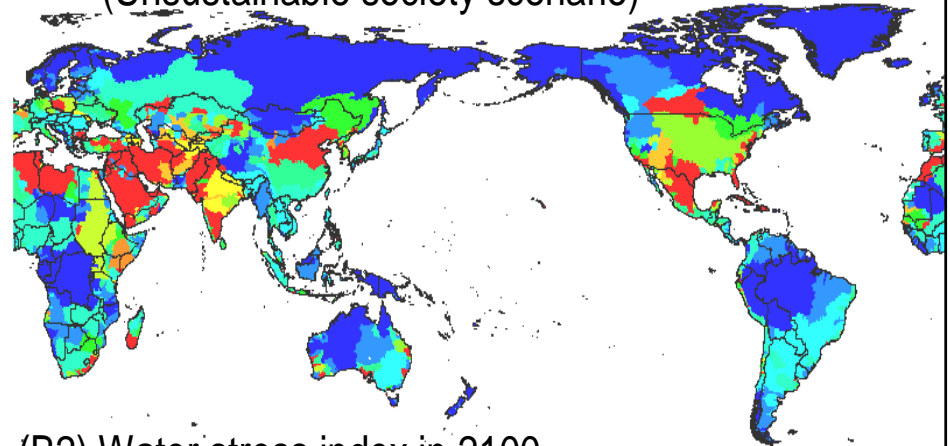 (Unsustainable society scenario)
(B2) Water stress index in 2100